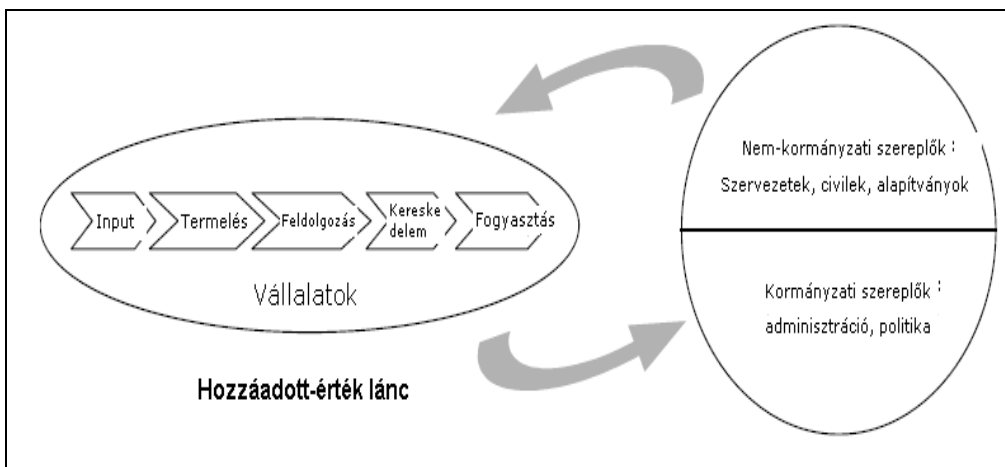 Input
Termelés
Feldolgozás
Kereske
delem
Fogyasztás
Vállalatok
Hozzáadott-érték lánc
Nem-kormányzati szereplők :
Szervezetek, civilek, alapítványok
Kormányzati szereplők :
adminisztráció, politika